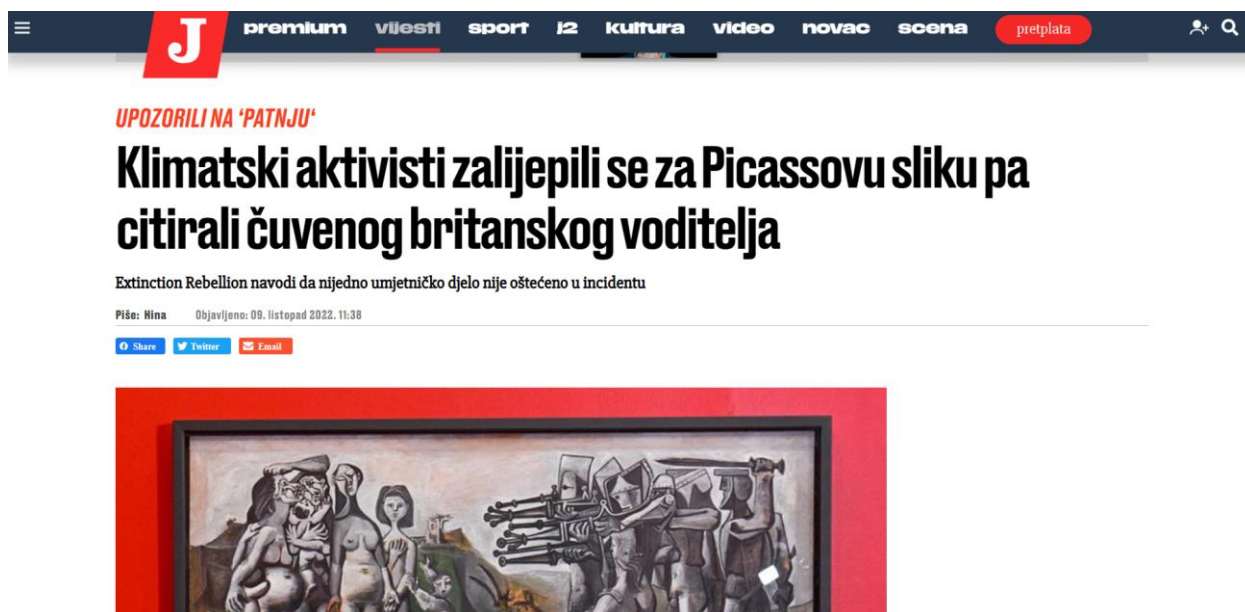 J premium vijesti sport j2 kultura video novac scena pretplata
UPOZORILI NA ‘PATNJU‘
Klimatski aktivisti zalijepili se za Picassovu sliku pa
citirali čuvenog britanskog voditelja
Extinction Rebellion navodi da nijedno umjetničko djelo nije oštećeno u incidentu
Piše: Hina Objavljeno: 09. listopad 2022. 11:38
Share Twitter Email